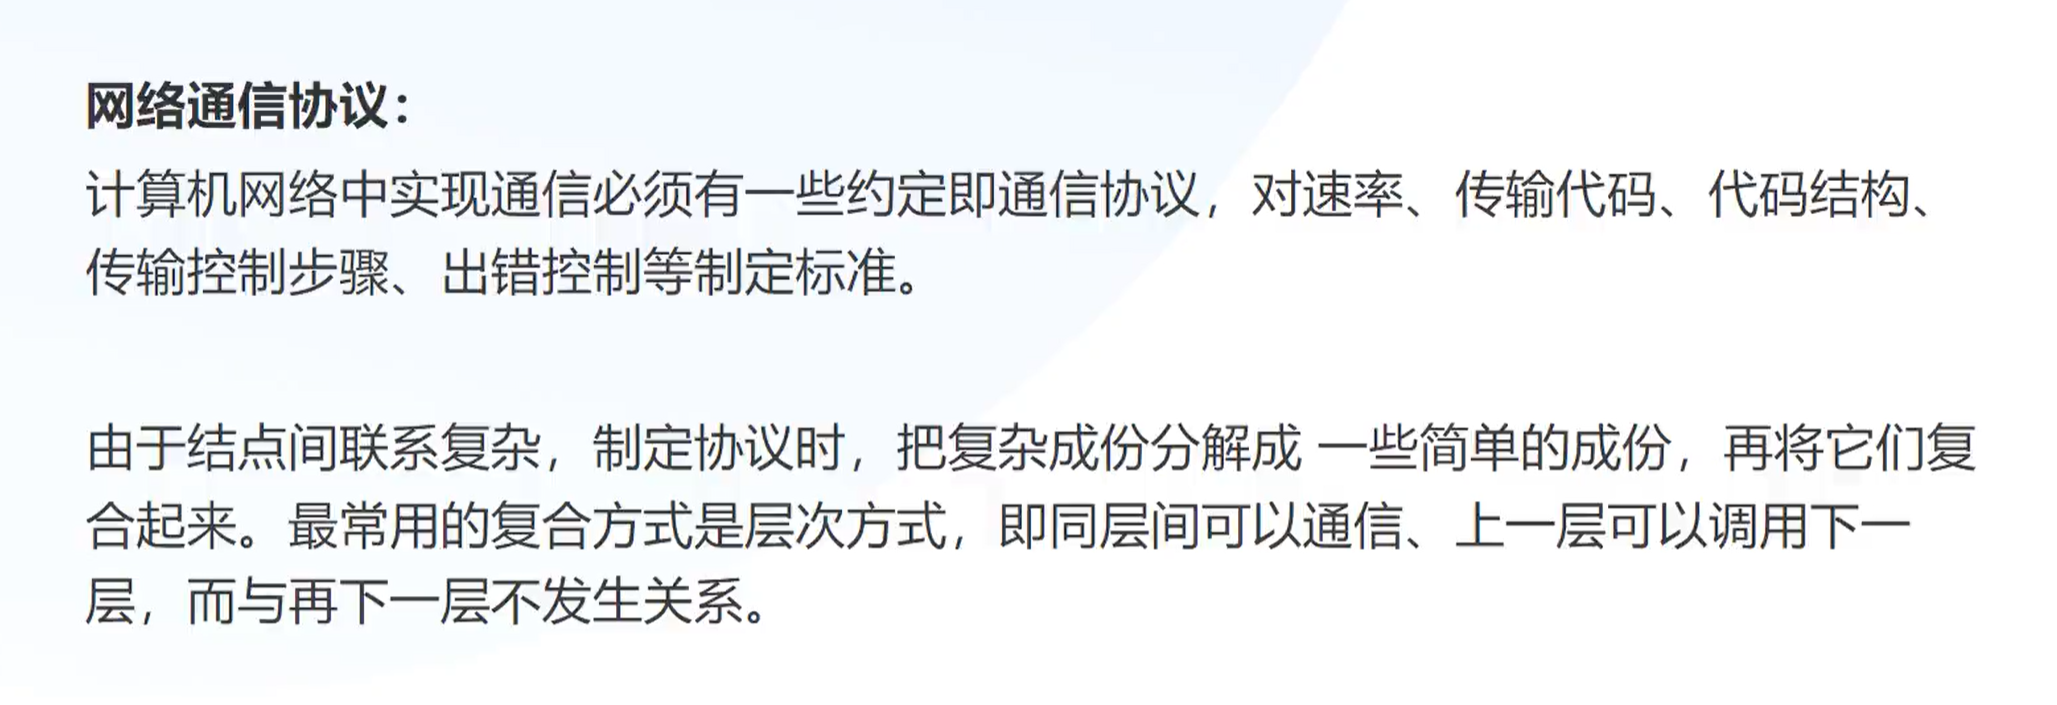 网络通信协议：
计算机网络中实现通信必须有一些约定即通信协议，对速率、传输代码、代码结构、
传输控制步骤、出错控制等制定标准。
由于结点间联系复杂，制定协议时，把复杂成份分解成 一些简单的成份，再将它们复
合起来。最常用的复合方式是层次方式，即同层间可以通信、上一层可以调用下一
层，而与再下一层不发生关系。